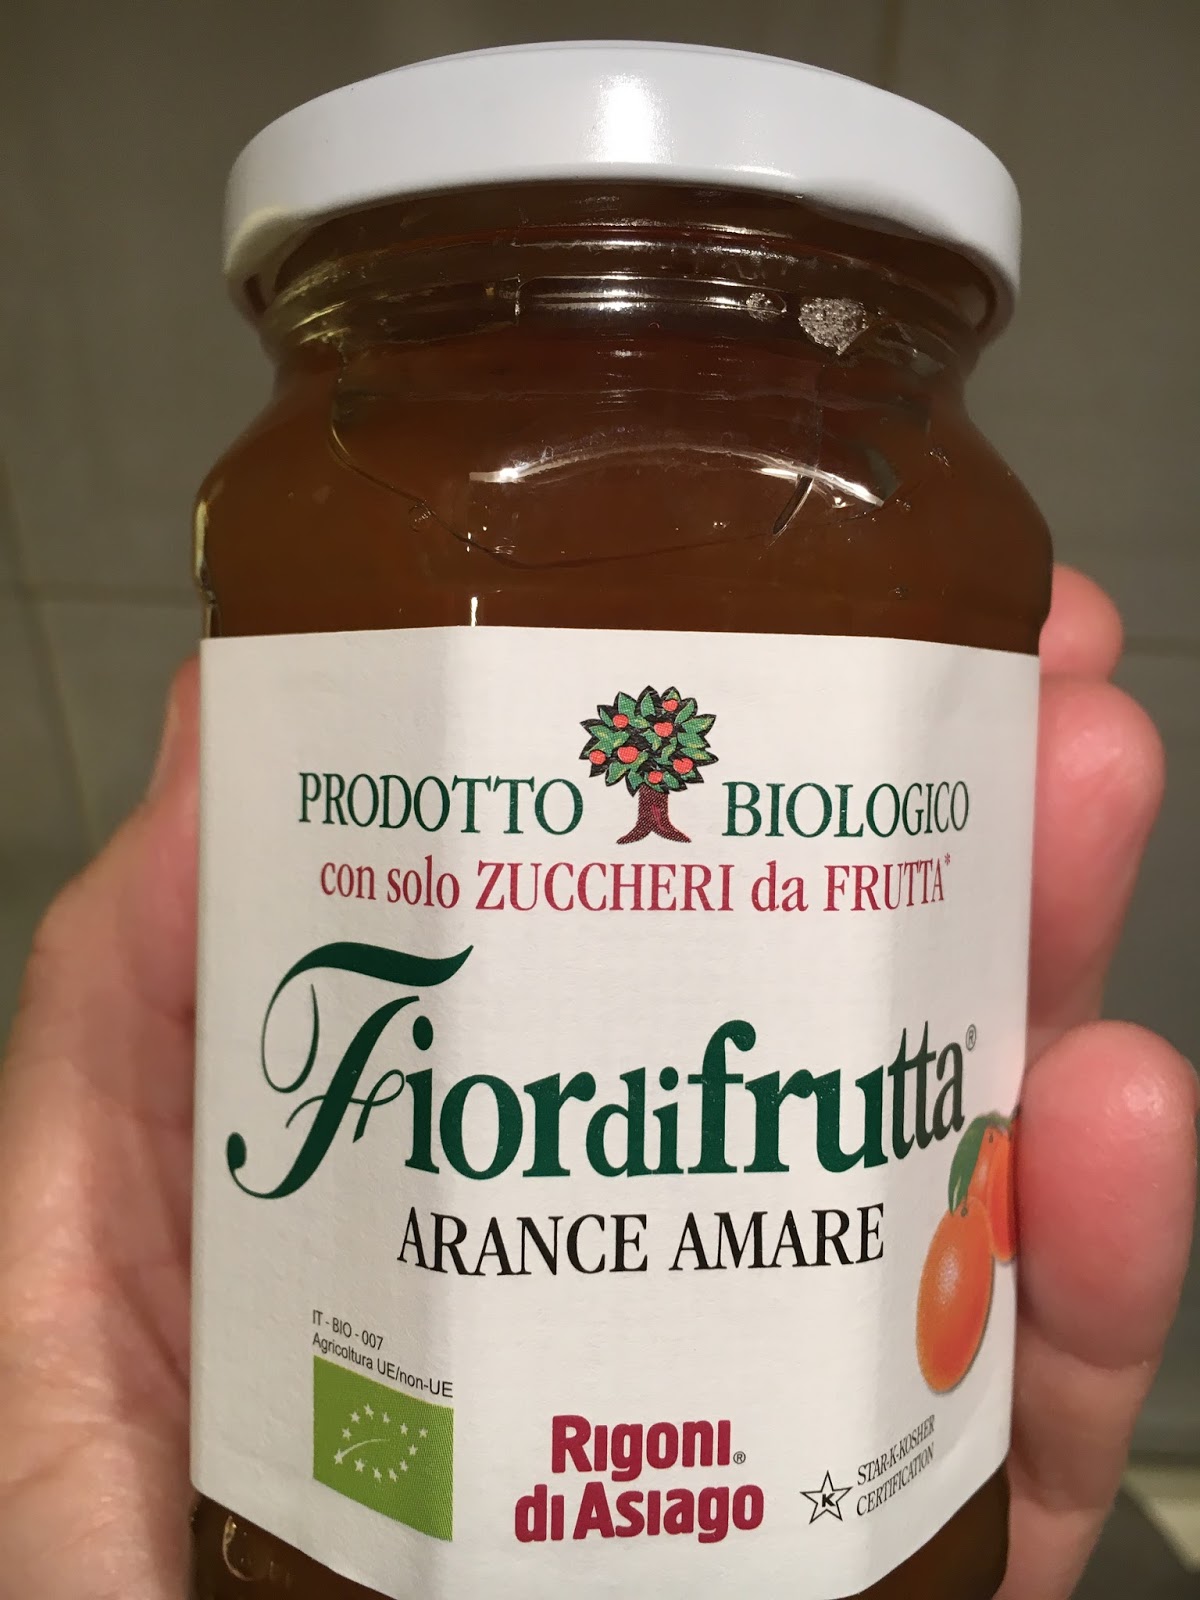 PRODOTTO BIOLOGICO
con solo ZUCCHERI da FRUTTA*
Fiordifrutta®
ARANCE AMARE
IT - BIO - 007
Agricoltura UE/non-UE
Rigoni®
di Asiago
K
STAR-K-KOSHER
CERTIFICATION